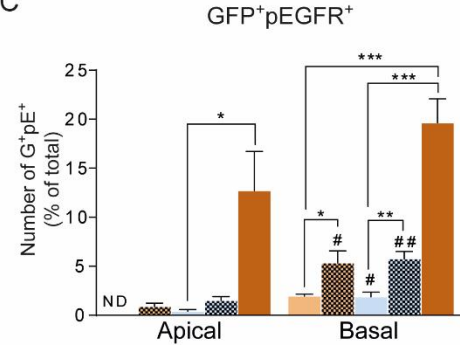 C
GFP⁺pEGFR⁺
Number of G⁺pE⁺
(% of total)
25
20
15
10
5
0
ND
*
***
***
*
**
#
#
##
Apical
Basal